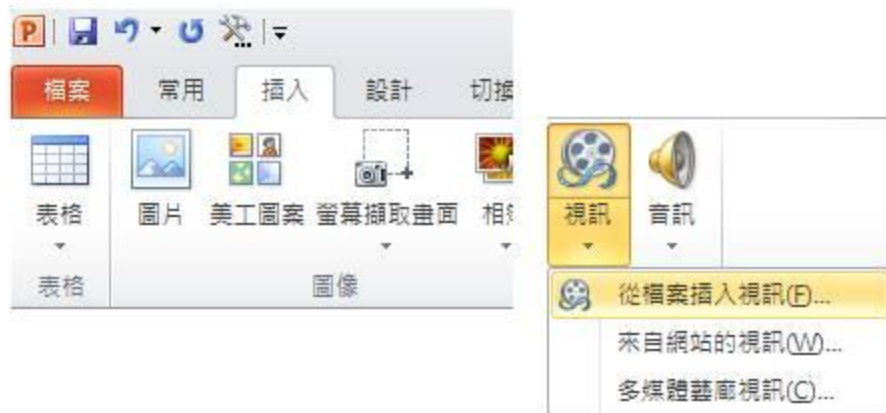 檔案 常用 插入 設計 切換
表格 圖片 美工圖案 螢幕擷取畫面 相
表格 圖像
視訊 音訊
從檔案插入視訊(F)...
來自網站的視訊(W)...
多媒體藝廊視訊(C)...